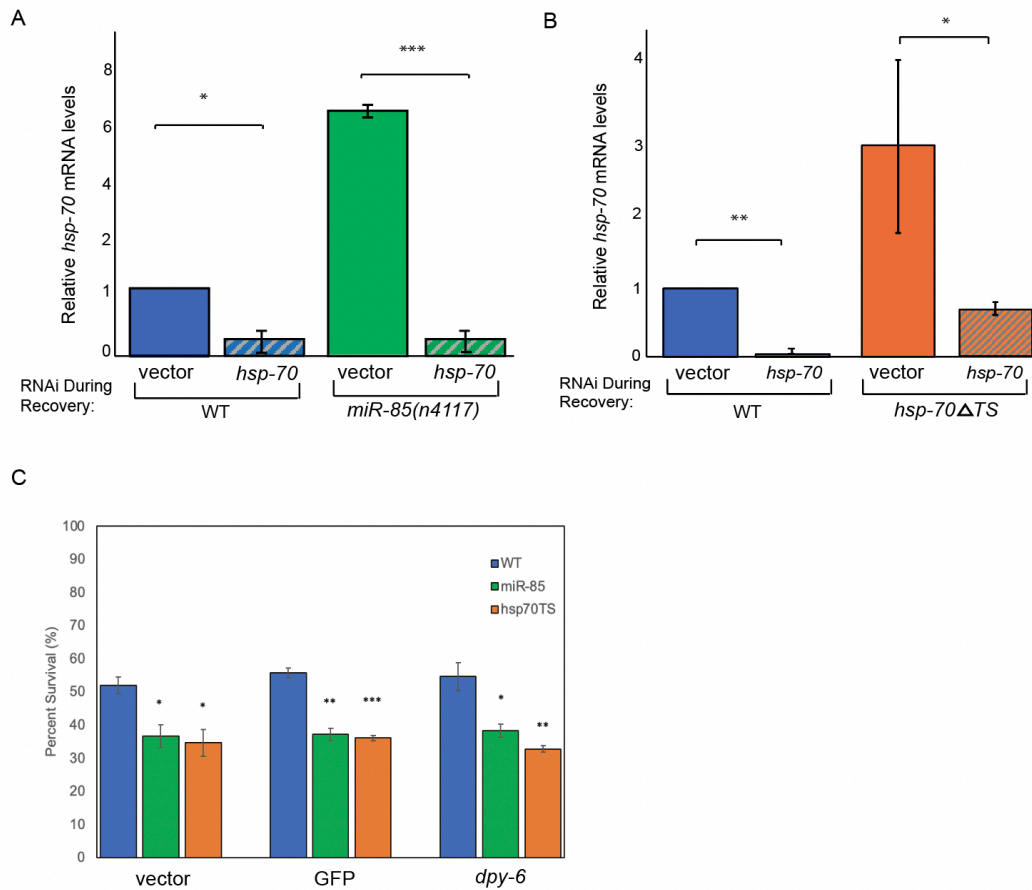 A
Relative hsp-70 mRNA levels
8
6
4
2
1
0
*
***
vector
hsp-70
vector
hsp-70
RNAi During
Recovery:
WT
miR-85(n4117)
B
Relative hsp-70 mRNA levels
4
3
2
1
0
**
*
vector
hsp-70
vector
hsp-70
RNAi During
Recovery:
WT
hsp-70ΔTS
C
Percent Survival (%)
100
90
80
70
60
50
40
30
20
10
0
WT
miR-85
hsp70TS
*
*
**
***
*
**
vector
GFP
dpy-6